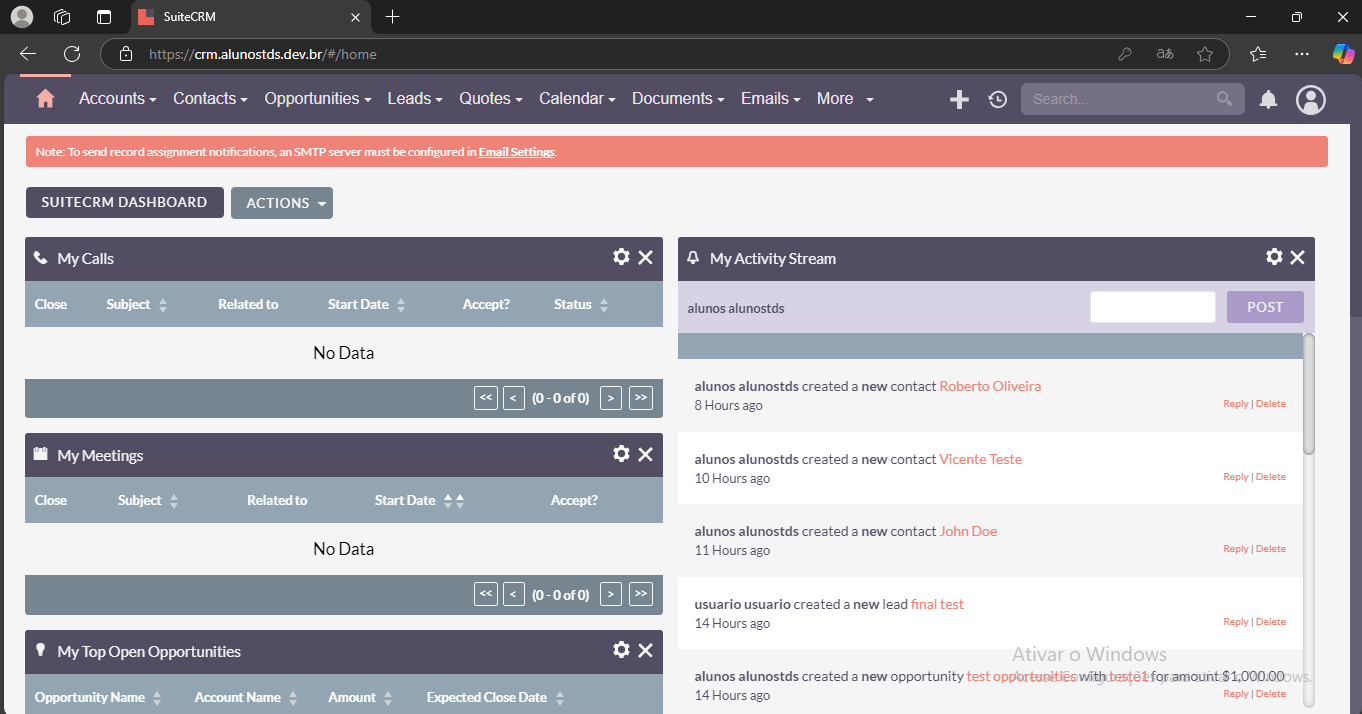 SuiteCRM
https://crm.alunostds.dev.br/#/home
Accounts Contacts Opportunities Leads Quotes Calendar Documents Emails More Search...
Note: To send record assignment notifications, an SMTP server must be configured in Email Settings.
SUITECRM DASHBOARD ACTIONS
My Calls
Close Subject Related to Start Date Accept? Status
No Data
<< < (0 - 0 of 0) > >>
My Meetings
Close Subject Related to Start Date Accept?
No Data
<< < (0 - 0 of 0) > >>
My Top Open Opportunities
Opportunity Name Account Name Amount Expected Close Date
My Activity Stream
alunos alunostds POST
alunos alunostds created a new contact Roberto Oliveira
8 Hours ago Reply | Delete
alunos alunostds created a new contact Vicente Teste
10 Hours ago Reply | Delete
alunos alunostds created a new contact John Doe
11 Hours ago Reply | Delete
usuario usuario created a new lead final test
14 Hours ago Reply | Delete
alunos alunostds created a new opportunity test opportunities with for amount $1,000.00
14 Hours ago Reply | Delete
Ativar o Windows